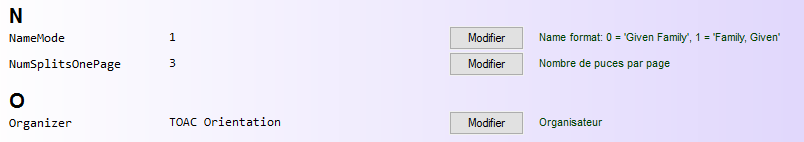 N
NameMode 1 Modifier Name format: 0 = 'Given Family', 1 = 'Family, Given'
NumSplitsOnePage 3 Modifier Nombre de puces par page
O
Organizer TOAC Orientation Modifier Organisateur